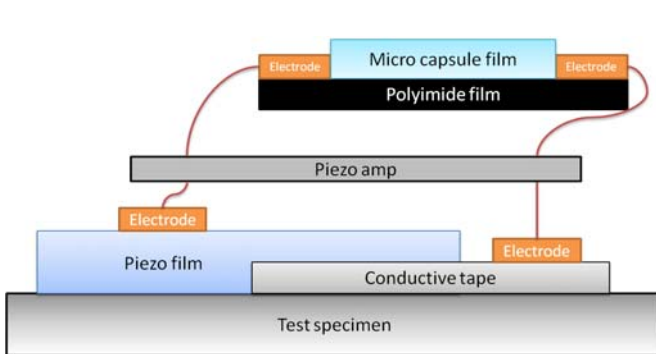 Electrode
Micro capsule film
Electrode
Polyimide film
Piezo amp
Electrode
Electrode
Piezo film
Conductive tape
Test specimen